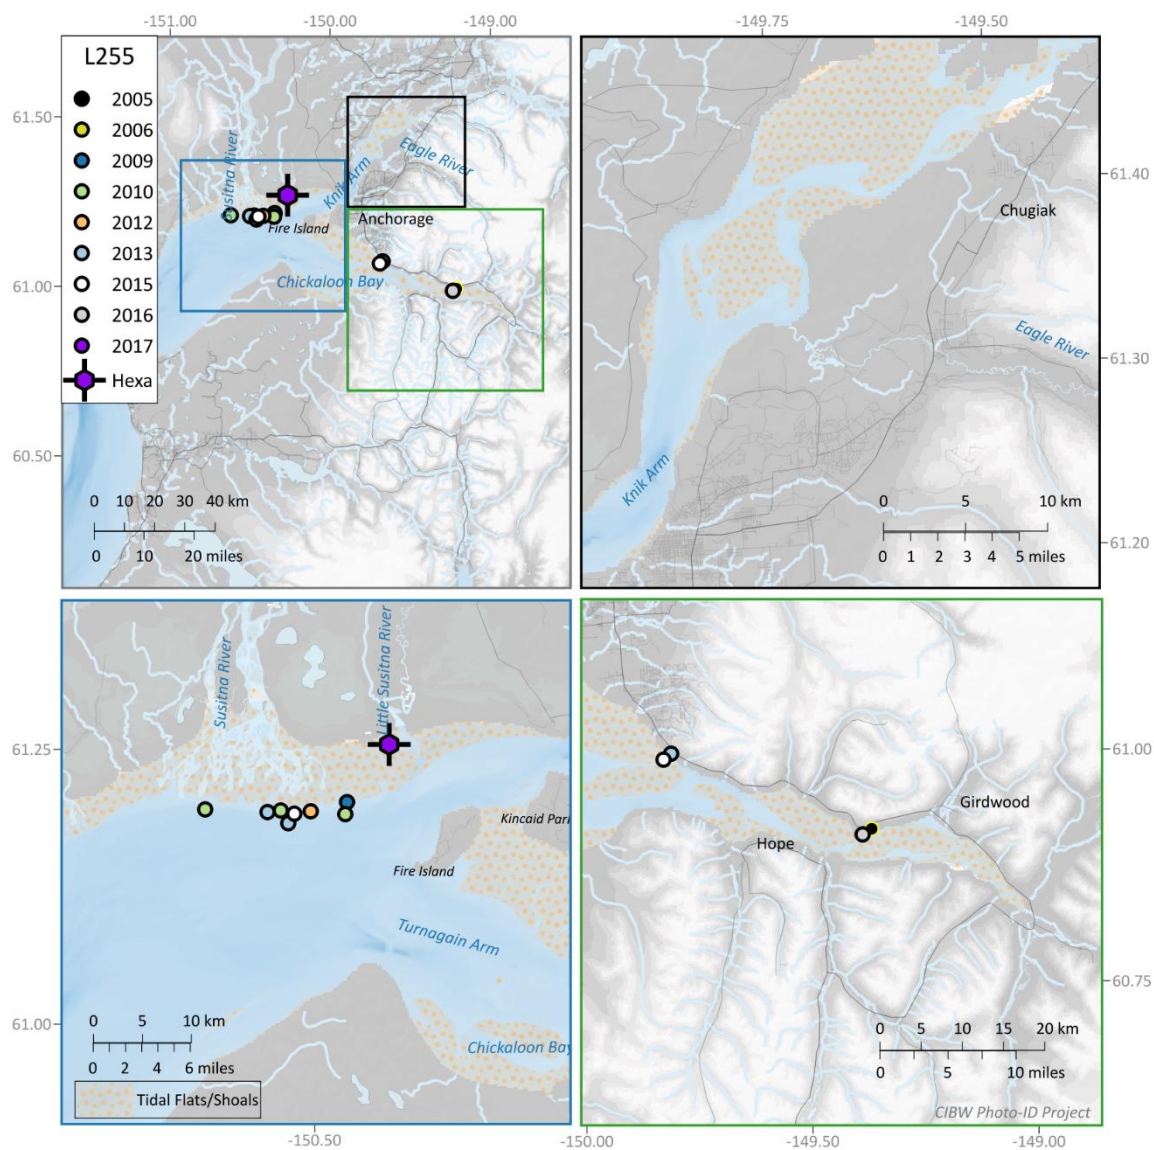 -151.00 -150.00 -149.00
-149.75 -149.50
L255
2005
2006
2009
2010
2012
2013
2015
2016
2017
Hexa
61.50
61.00
60.50
Susitna River
Knik Arm
Eagle River
Anchorage
Fire Island
Chickaloon Bay
0 10 20 30 40 km
0 10 20 miles
Chugiak
Eagle River
Knik Arm
0 5 10 km
0 1 2 3 4 5 miles
61.40
61.30
61.20
Susitna River
Little Susitna River
61.25
61.00
Kincaid Park
Fire Island
Turnagain Arm
Chickaloon Bay
0 5 10 km
0 2 4 6 miles
Tidal Flats/Shoals
-150.50
Girdwood
Hope
61.00
60.75
0 5 10 15 20 km
0 5 10 miles
CIBW Photo-ID Project
-150.00 -149.50 -149.00